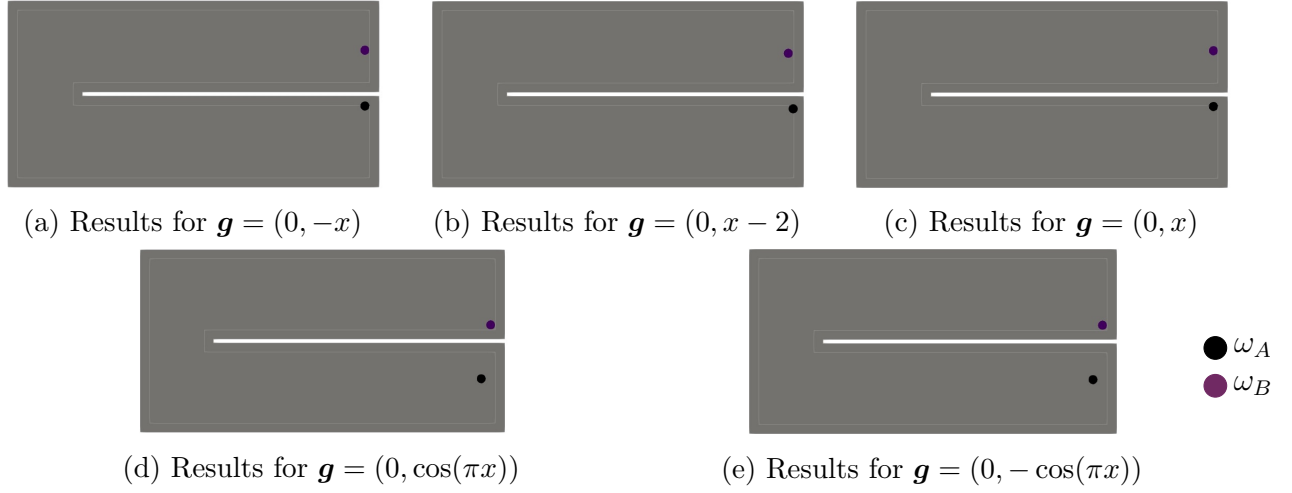 (a) Results for g = (0, −x)
(b) Results for g = (0, x − 2)
(c) Results for g = (0, x)
ω_A
ω_B
(d) Results for g = (0, cos(πx))
(e) Results for g = (0, − cos(πx))